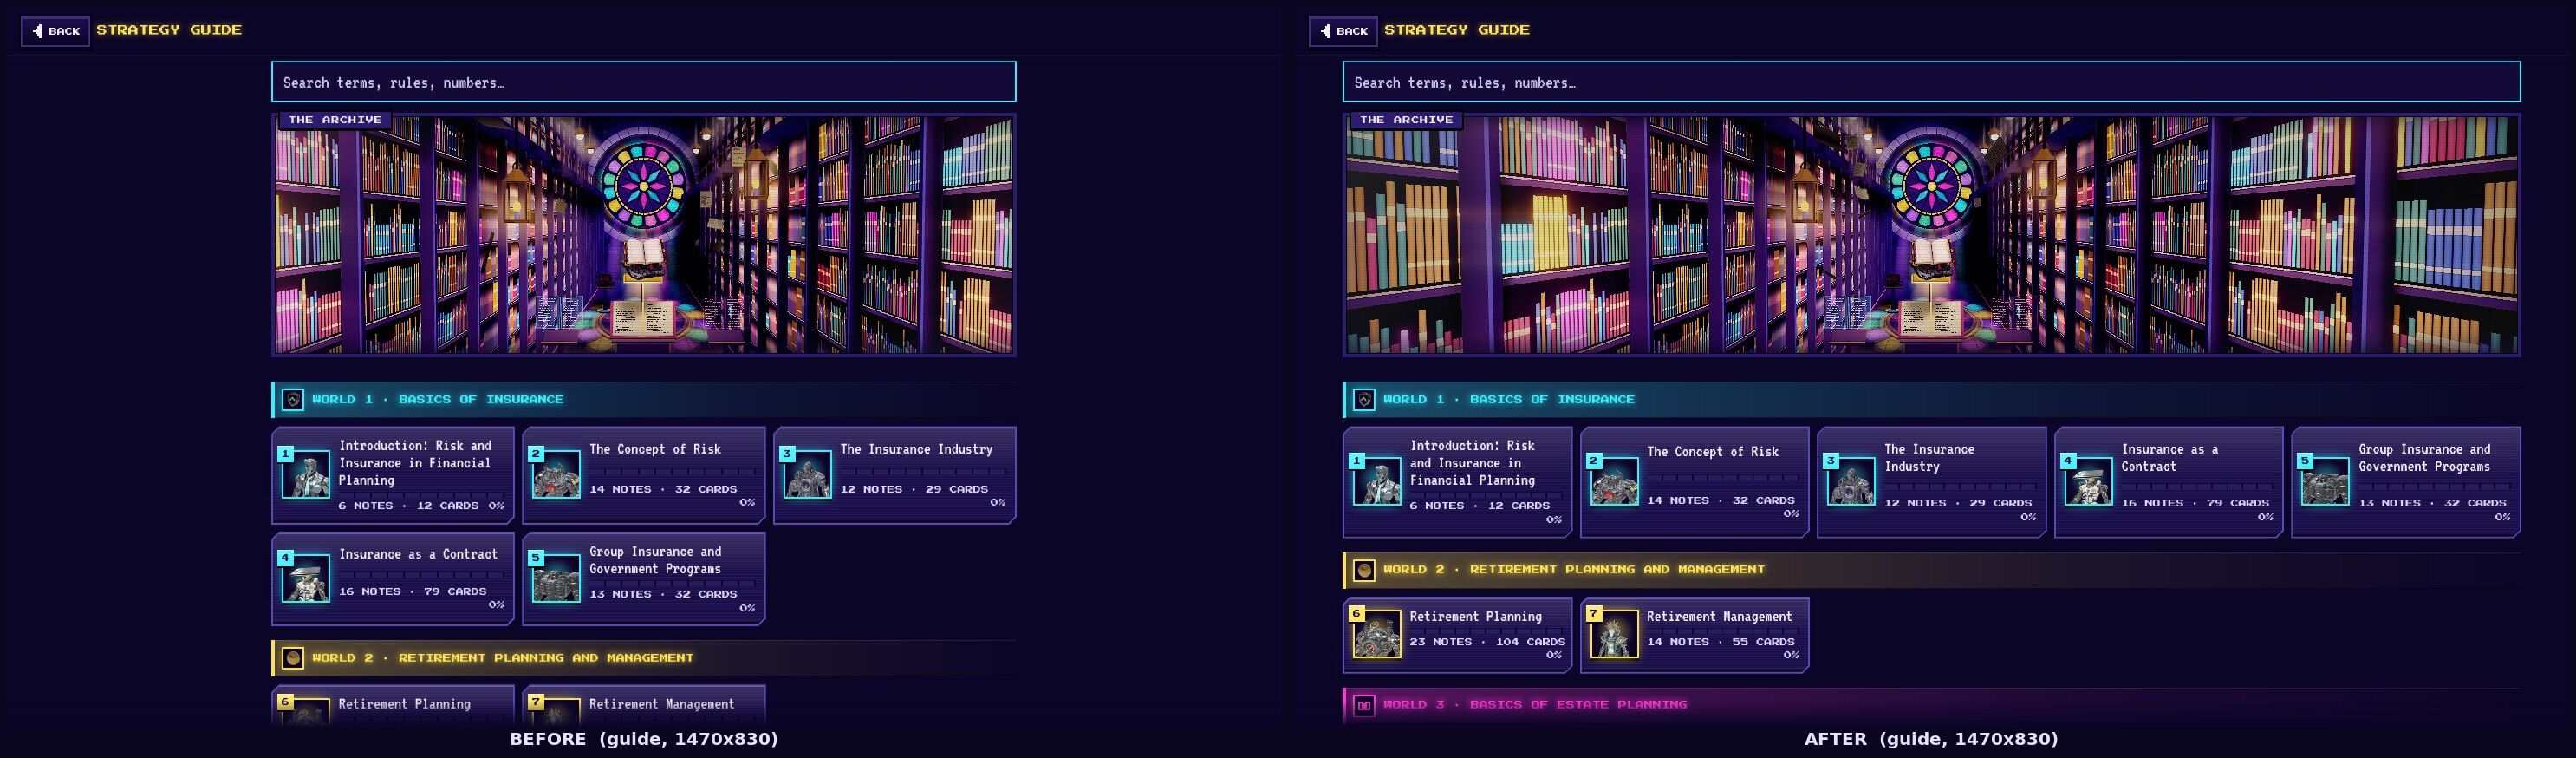 BACK
STRATEGY GUIDE
Search terms, rules, numbers…
THE ARCHIVE
WORLD 1 · BASICS OF INSURANCE
1
Introduction: Risk and
Insurance in Financial
Planning
6 NOTES · 12 CARDS 0%
2
The Concept of Risk
14 NOTES · 32 CARDS
0%
3
The Insurance Industry
12 NOTES · 29 CARDS
0%
4
Insurance as a Contract
16 NOTES · 79 CARDS
0%
5
Group Insurance and
Government Programs
13 NOTES · 32 CARDS
0%
WORLD 2 · RETIREMENT PLANNING AND MANAGEMENT
6
Retirement Planning
7
Retirement Management
BEFORE (guide, 1470x830)
BACK
STRATEGY GUIDE
Search terms, rules, numbers…
THE ARCHIVE
WORLD 1 · BASICS OF INSURANCE
1
Introduction: Risk
and Insurance in
Financial Planning
6 NOTES · 12 CARDS
0%
2
The Concept of Risk
14 NOTES · 32 CARDS
0%
3
The Insurance
Industry
12 NOTES · 29 CARDS
0%
4
Insurance as a
Contract
16 NOTES · 79 CARDS
0%
5
Group Insurance and
Government Programs
13 NOTES · 32 CARDS
0%
WORLD 2 · RETIREMENT PLANNING AND MANAGEMENT
6
Retirement Planning
23 NOTES · 104 CARDS
0%
7
Retirement Management
14 NOTES · 55 CARDS
0%
WORLD 3 · BASICS OF ESTATE PLANNING
AFTER (guide, 1470x830)